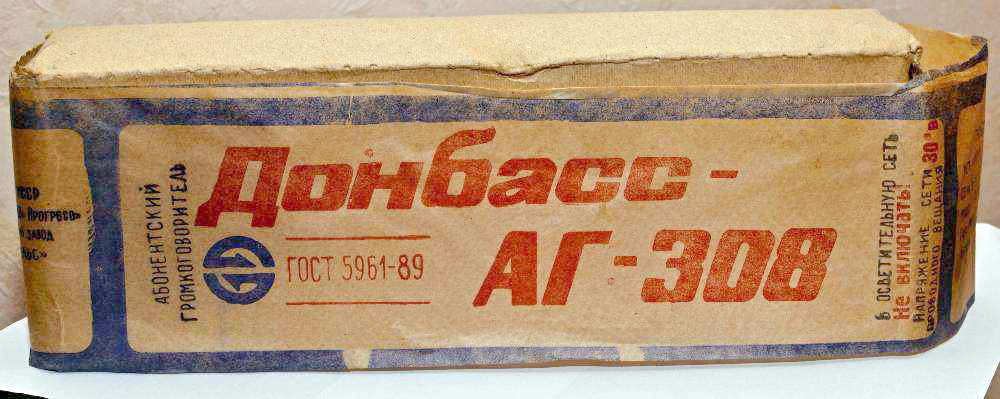 ССР
Прогресс»
завод
АБОНЕНТСКИЙ
ГРОМКОГОВОРИТЕЛЬ
Донбасс-
АГ-308
ГОСТ 5961-89
В ОСВЕТИТЕЛЬНУЮ СЕТЬ
Не включать!
Напряжение сети 30 в
проводного вещания